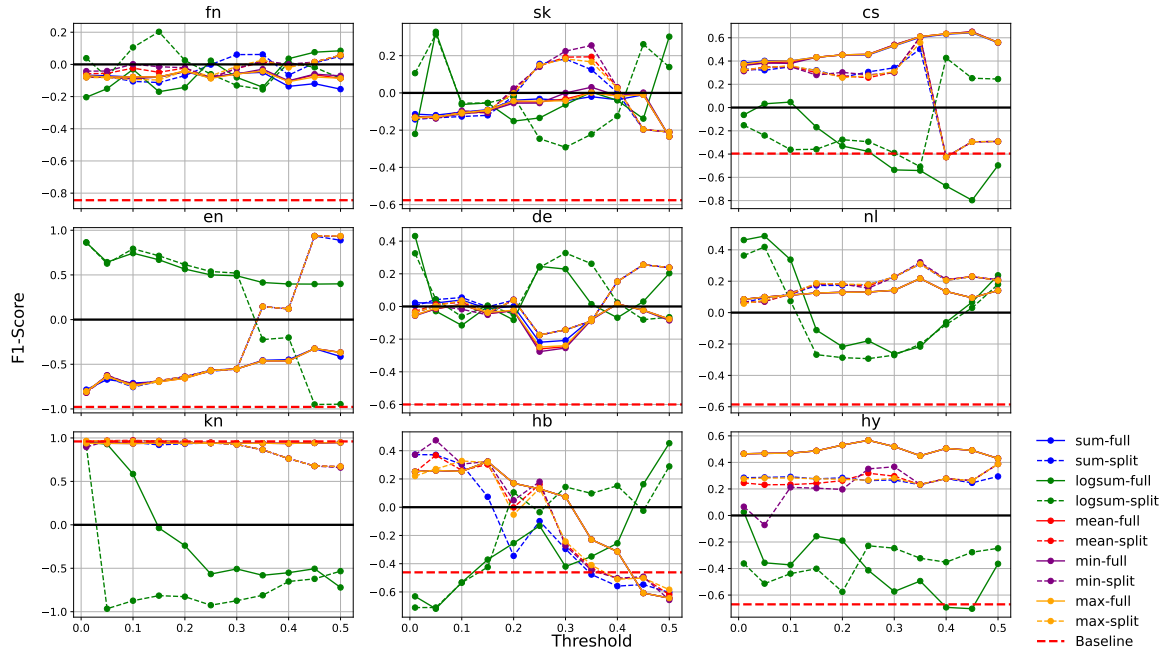 fn
sk
cs
0.2
0.0
−0.2
−0.4
−0.6
−0.8
0.2
0.0
−0.2
−0.4
−0.6
0.6
0.4
0.2
0.0
−0.2
−0.4
−0.6
−0.8
en
de
nl
1.0
0.5
0.0
−0.5
−1.0
0.4
0.2
0.0
−0.2
−0.4
−0.6
0.4
0.2
0.0
−0.2
−0.4
−0.6
F1-Score
kn
hb
hy
1.0
0.5
0.0
−0.5
−1.0
0.4
0.2
0.0
−0.2
−0.4
−0.6
0.6
0.4
0.2
0.0
−0.2
−0.4
−0.6
0.0 0.1 0.2 0.3 0.4 0.5
0.0 0.1 0.2 0.3 0.4 0.5
0.0 0.1 0.2 0.3 0.4 0.5
Threshold
sum-full
sum-split
logsum-full
logsum-split
mean-full
mean-split
min-full
min-split
max-full
max-split
Baseline